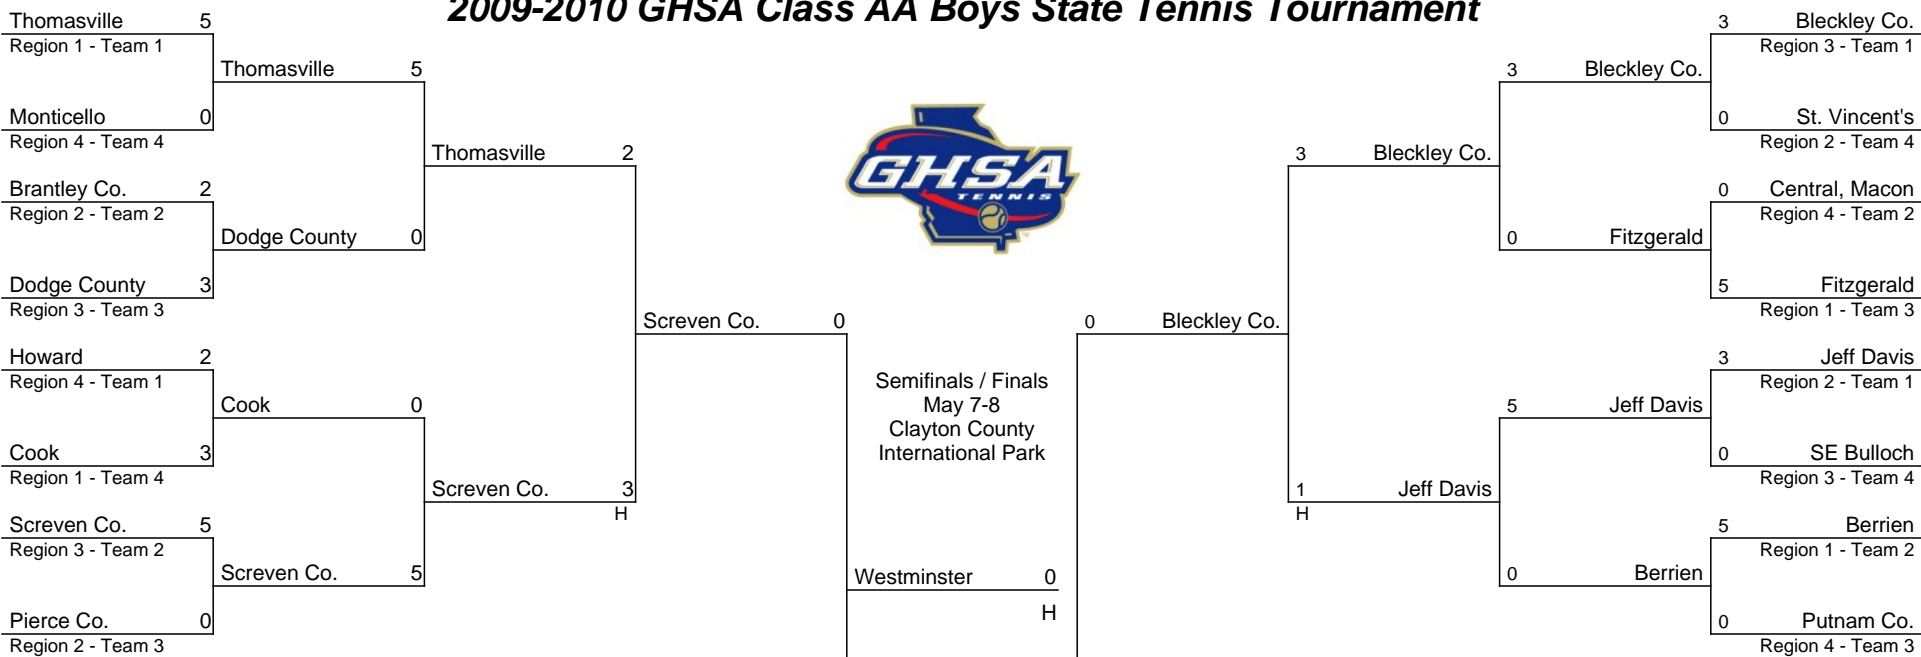 2009-2010 GHSA Class AA Boys State Tennis Tournament
Thomasville 5
Region 1 - Team 1
Monticello 0
Region 4 - Team 4
Brantley Co. 2
Region 2 - Team 2
Dodge County 3
Region 3 - Team 3
Howard 2
Region 4 - Team 1
Cook 3
Region 1 - Team 4
Screven Co. 5
Region 3 - Team 2
Pierce Co. 0
Region 2 - Team 3
Thomasville 5
Dodge County 0
Cook 0
Screven Co. 5
Thomasville 2
Screven Co. 3
H
Screven Co. 0
GHSA
TENNIS
Semifinals / Finals
May 7-8
Clayton County
International Park
Westminster 0
H
0 Bleckley Co.
3 Bleckley Co.
1 Jeff Davis
H
3 Bleckley Co.
0 Fitzgerald
5 Jeff Davis
0 Berrien
3 Bleckley Co.
Region 3 - Team 1
0 St. Vincent's
Region 2 - Team 4
0 Central, Macon
Region 4 - Team 2
5 Fitzgerald
Region 1 - Team 3
3 Jeff Davis
Region 2 - Team 1
0 SE Bulloch
Region 3 - Team 4
5 Berrien
Region 1 - Team 2
0 Putnam Co.
Region 4 - Team 3